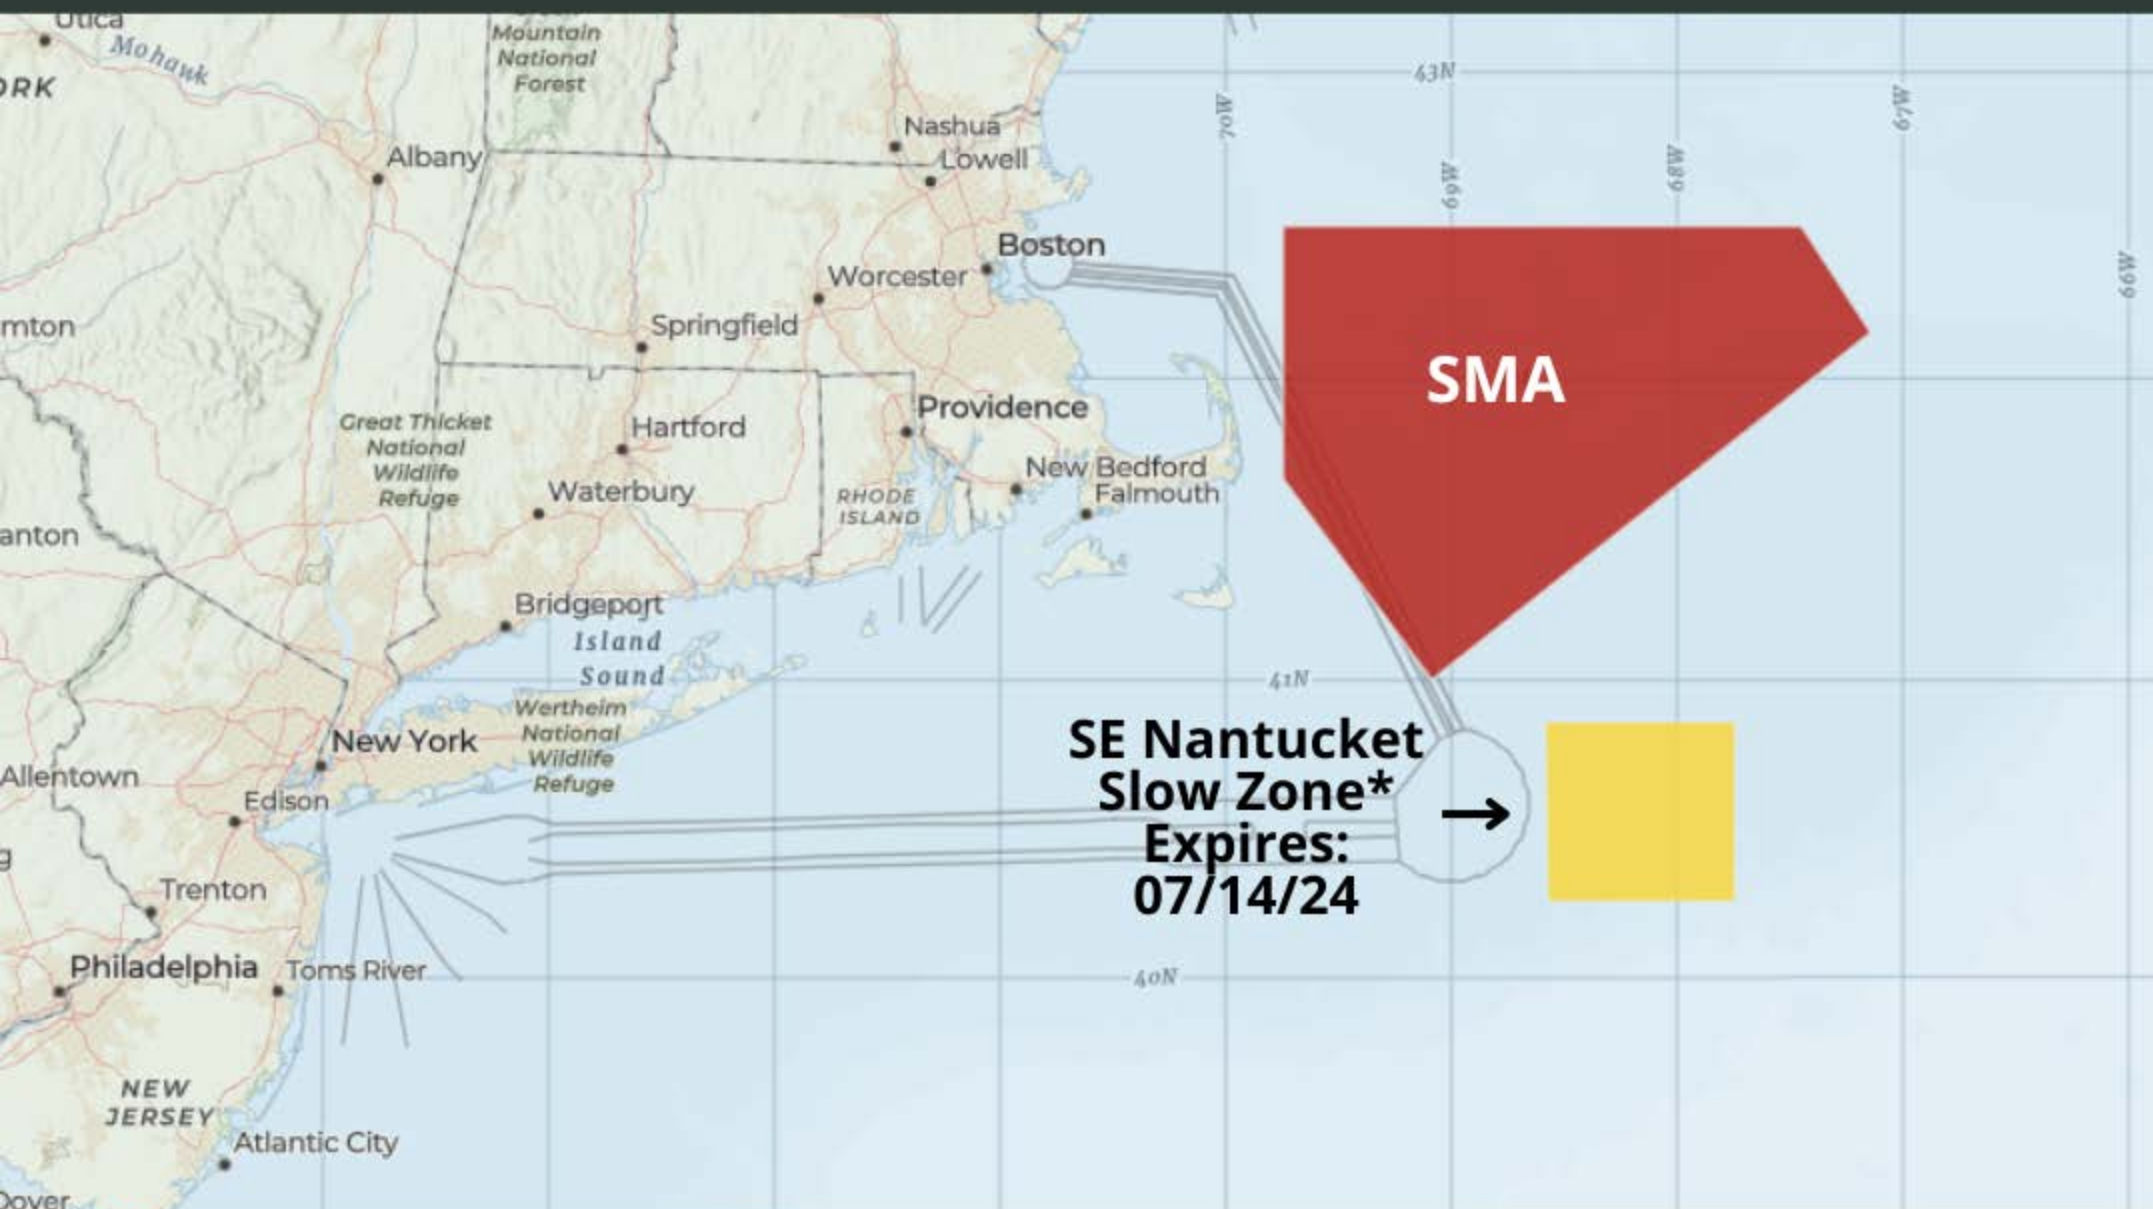 Utica
Mohawk
ORK
Mountain
National
Forest
43N
70W
67W
Nashua
Lowell
Albany
69W
68W
66W
Boston
Worcester
mton
Springfield
SMA
Providence
Great Thicket
National
Wildlife
Refuge
Hartford
New Bedford
Falmouth
Waterbury
RHODE
ISLAND
anton
Bridgeport
Island
Sound
41N
Wertheim
National
Wildlife
Refuge
New York
SE Nantucket
Slow Zone*
Expires:
07/14/24
Allentown
Edison
g
Trenton
Philadelphia
Toms River
40N
NEW
JERSEY
Atlantic City
Dover